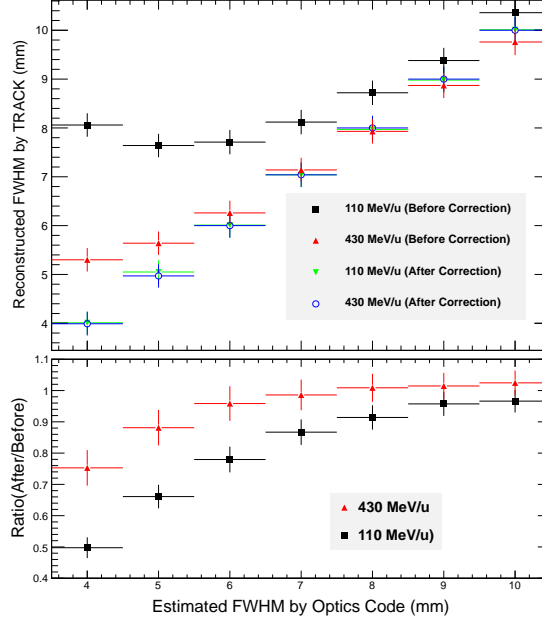 Reconstructed FWHM by TRACK (mm)
10
9
8
7
6
5
4
110 MeV/u (Before Correction)
430 MeV/u (Before Correction)
110 MeV/u (After Correction)
430 MeV/u (After Correction)
Ratio(After/Before)
1.1
1
0.9
0.8
0.7
0.6
0.5
0.4
430 MeV/u
110 MeV/u)
4 5 6 7 8 9 10
Estimated FWHM by Optics Code (mm)